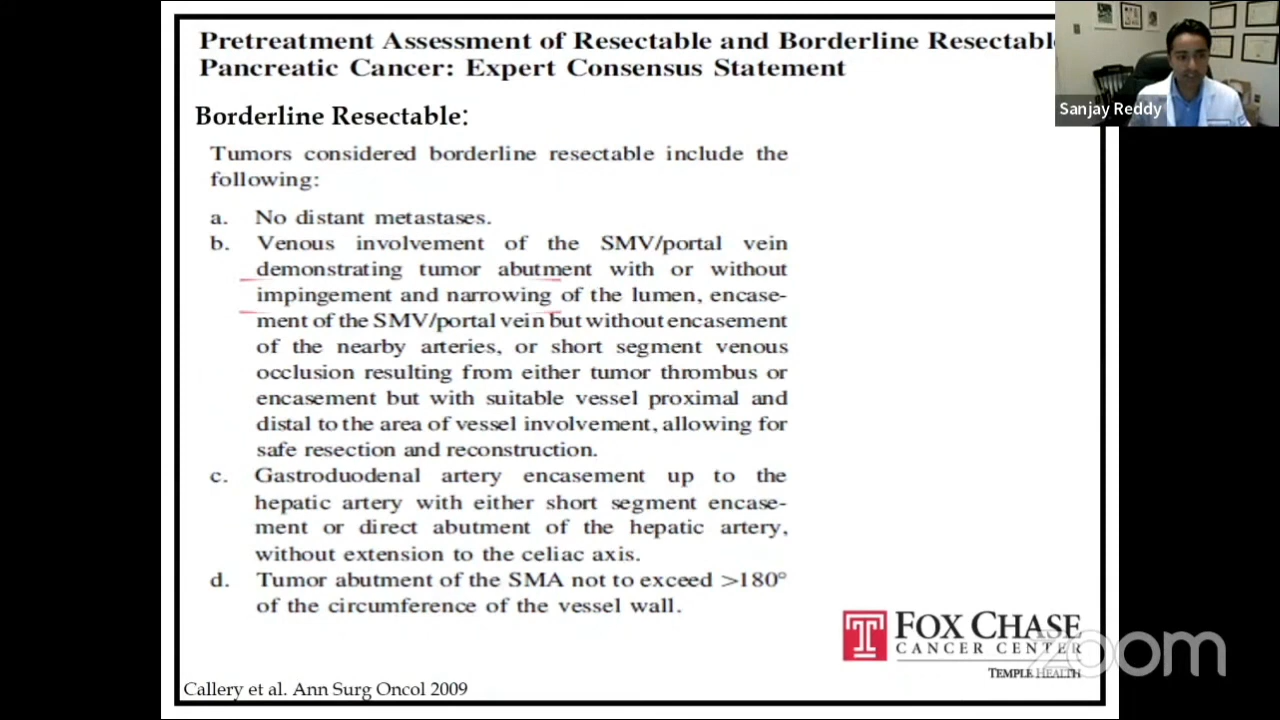 Pretreatment Assessment of Resectable and Borderline Resectabl
Pancreatic Cancer: Expert Consensus Statement
Sanjay Reddy
Borderline Resectable:
Tumors considered borderline resectable include the
following:
a. No distant metastases.
b. Venous involvement of the SMV/portal vein
demonstrating tumor abutment with or without
impingement and narrowing of the lumen, encase-
ment of the SMV/portal vein but without encasement
of the nearby arteries, or short segment venous
occlusion resulting from either tumor thrombus or
encasement but with suitable vessel proximal and
distal to the area of vessel involvement, allowing for
safe resection and reconstruction.
c. Gastroduodenal artery encasement up to the
hepatic artery with either short segment encase-
ment or direct abutment of the hepatic artery,
without extension to the celiac axis.
d. Tumor abutment of the SMA not to exceed >180°
of the circumference of the vessel wall.
FOX CHASE
CANCER CENTER
TEMPLE HEALTH
zoom
Callery et al. Ann Surg Oncol 2009